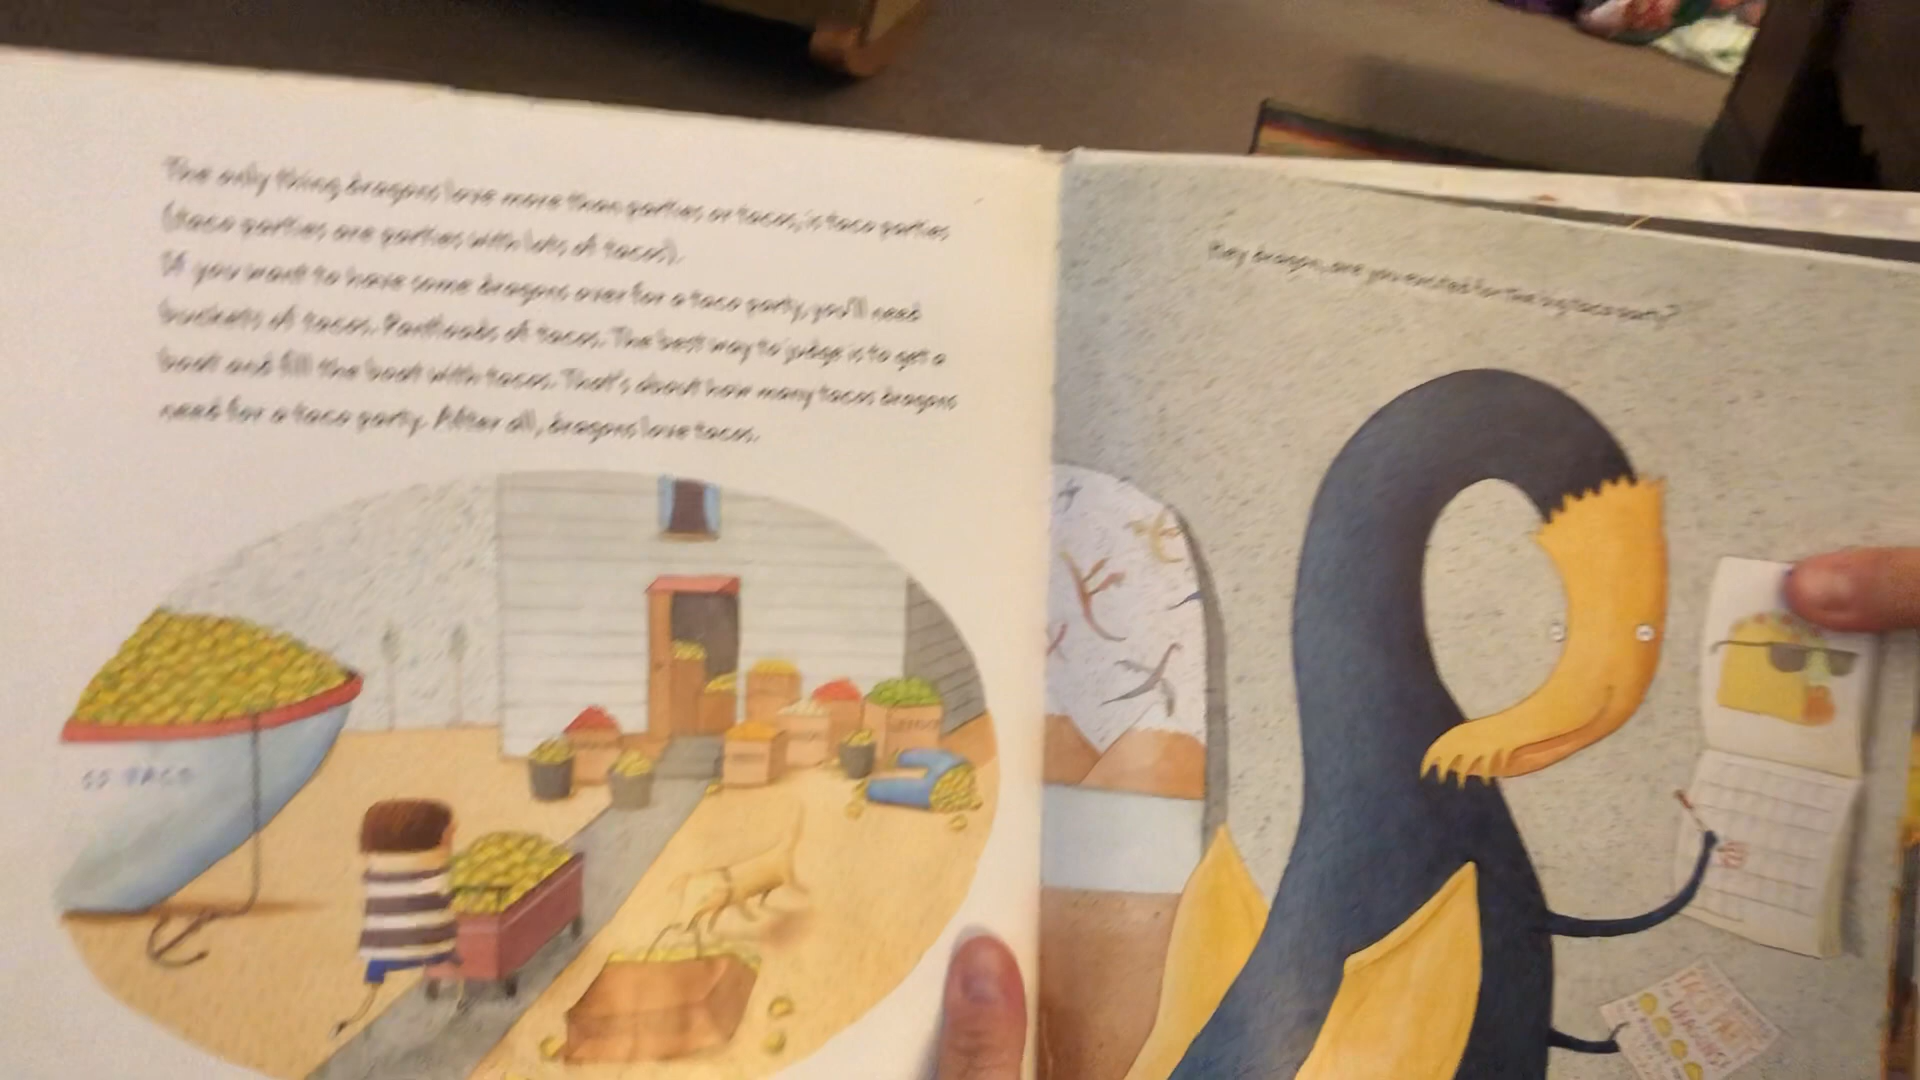 The only thing dragons love more than parties or tacos, is taco parties
(taco parties are parties with lots of tacos).
If you want to have some dragons over for a taco party, you'll need
buckets of tacos. Pantloads of tacos. The best way to judge is to get a
boat and fill the boat with tacos. That's about how many tacos dragons
need for a taco party. After all, dragons love tacos.
Hey dragon, are you excited for the big taco party?